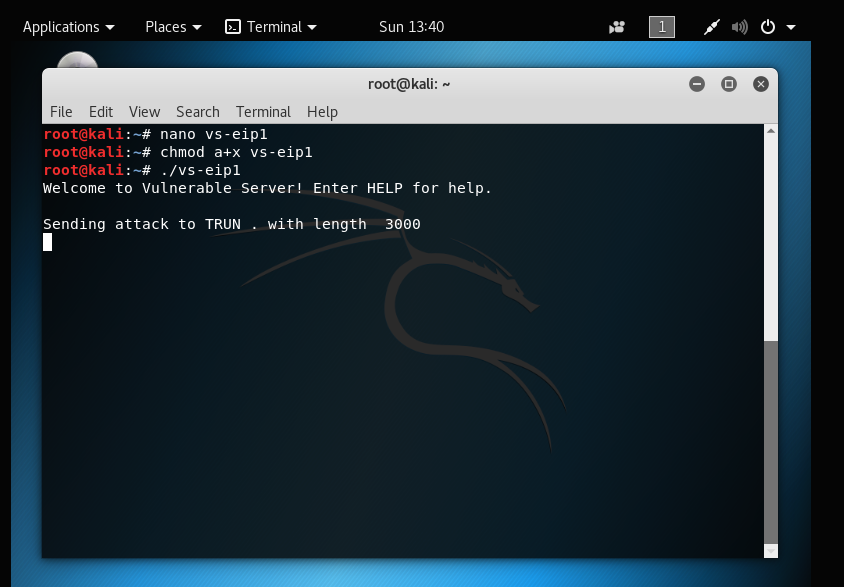 Applications Places Terminal Sun 13:40 1
root@kali: ~
File Edit View Search Terminal Help
root@kali:~# nano vs-eip1
root@kali:~# chmod a+x vs-eip1
root@kali:~# ./vs-eip1
Welcome to Vulnerable Server! Enter HELP for help.
Sending attack to TRUN . with length  3000